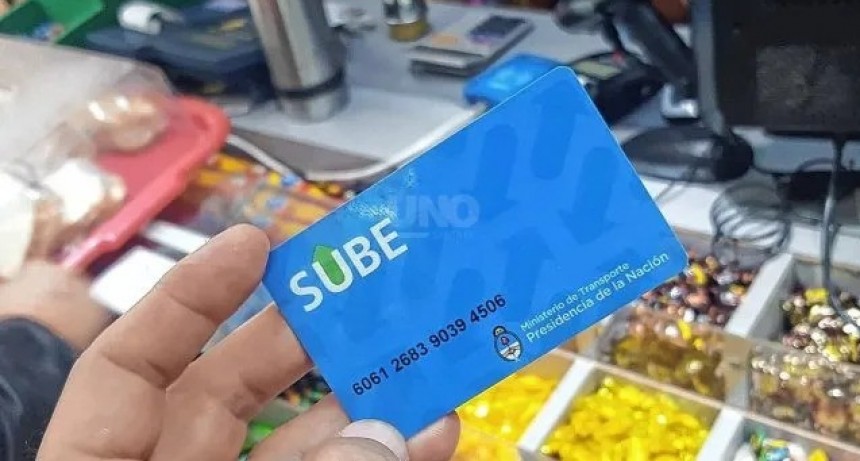 UNO
SUBE
6061 2683 9039 4506
Ministerio de Transporte
Presidencia de la Nación